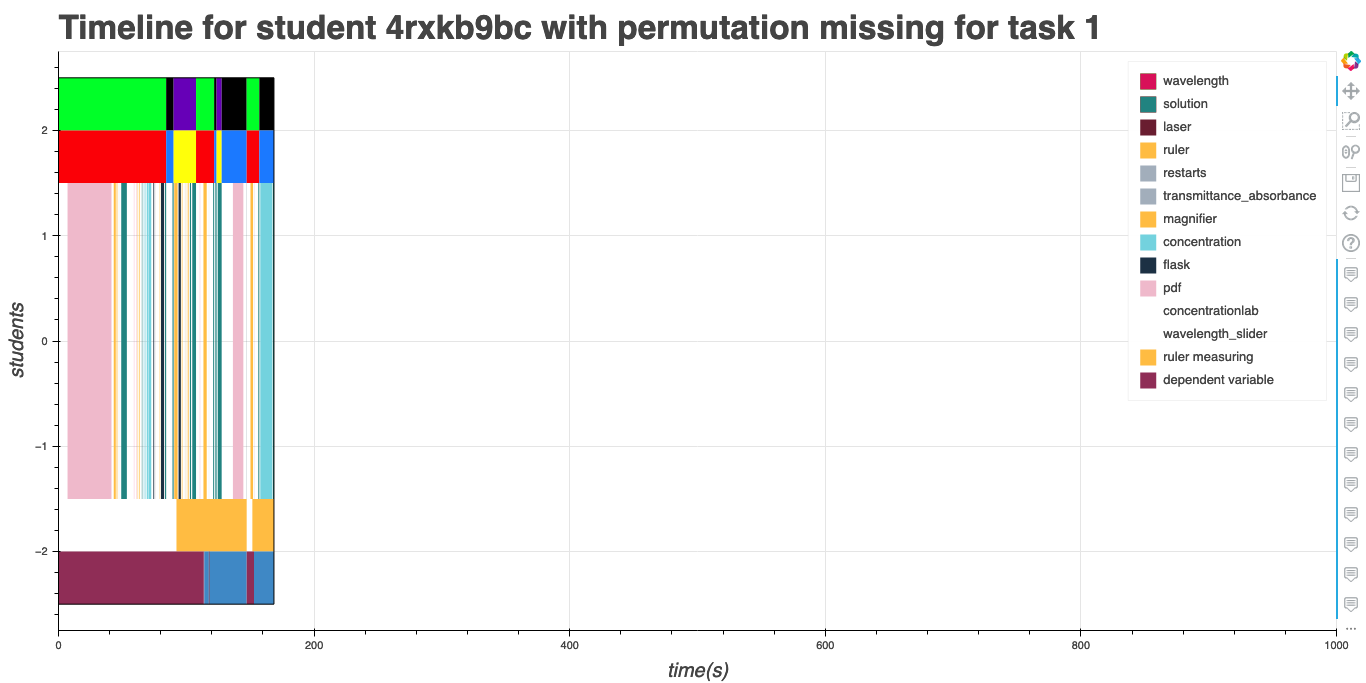 Timeline for student 4rxkb9bc with permutation missing for task 1
wavelength
solution
laser
ruler
restarts
transmittance_absorbance
magnifier
concentration
flask
pdf
concentrationlab
wavelength_slider
ruler measuring
dependent variable
students
2
1
0
−1
−2
0 200 400 600 800 1000
time(s)